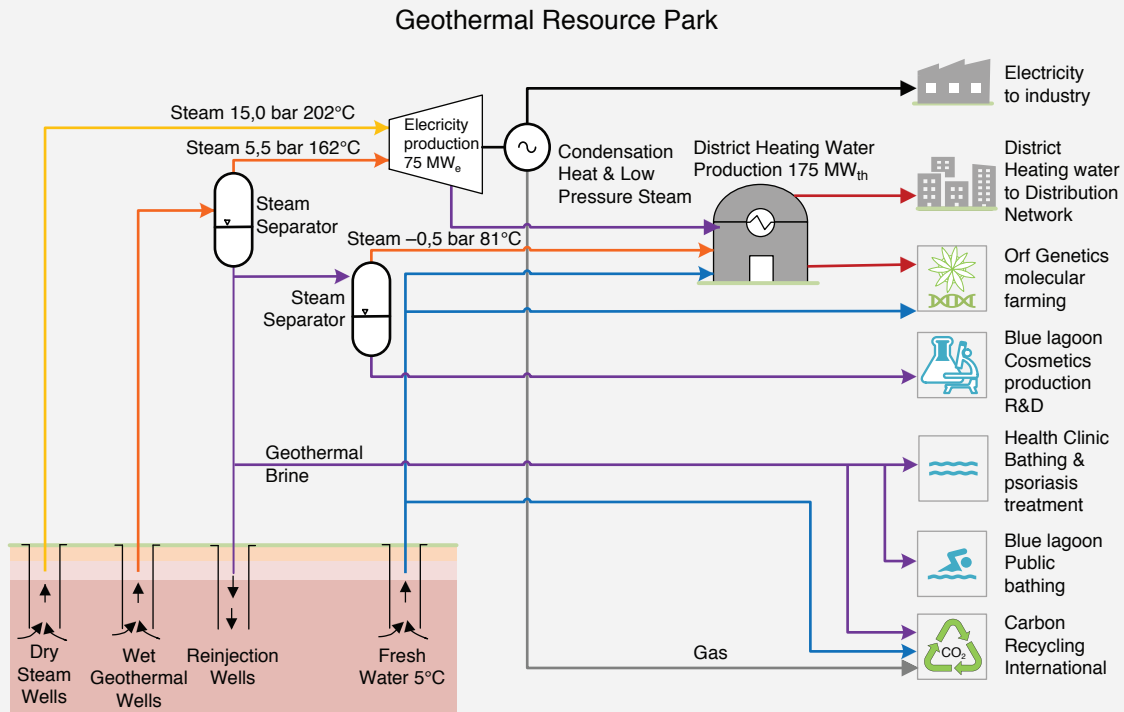 Geothermal Resource Park
Steam 15,0 bar 202°C
Steam 5,5 bar 162°C
Elecricity
production
75 MWe
Steam
Separator
Condensation
Heat & Low
Pressure Steam
District Heating Water
Production 175 MWth
Steam –0,5 bar 81°C
Steam
Separator
Geothermal
Brine
Gas
Electricity
to industry
District
Heating water
to Distribution
Network
Orf Genetics
molecular
farming
Blue lagoon
Cosmetics
production
R&D
Health Clinic
Bathing &
psoriasis
treatment
Blue lagoon
Public
bathing
CO2
Carbon
Recycling
International
Dry
Steam
Wells
Wet
Geothermal
Wells
Reinjection
Wells
Fresh
Water 5°C